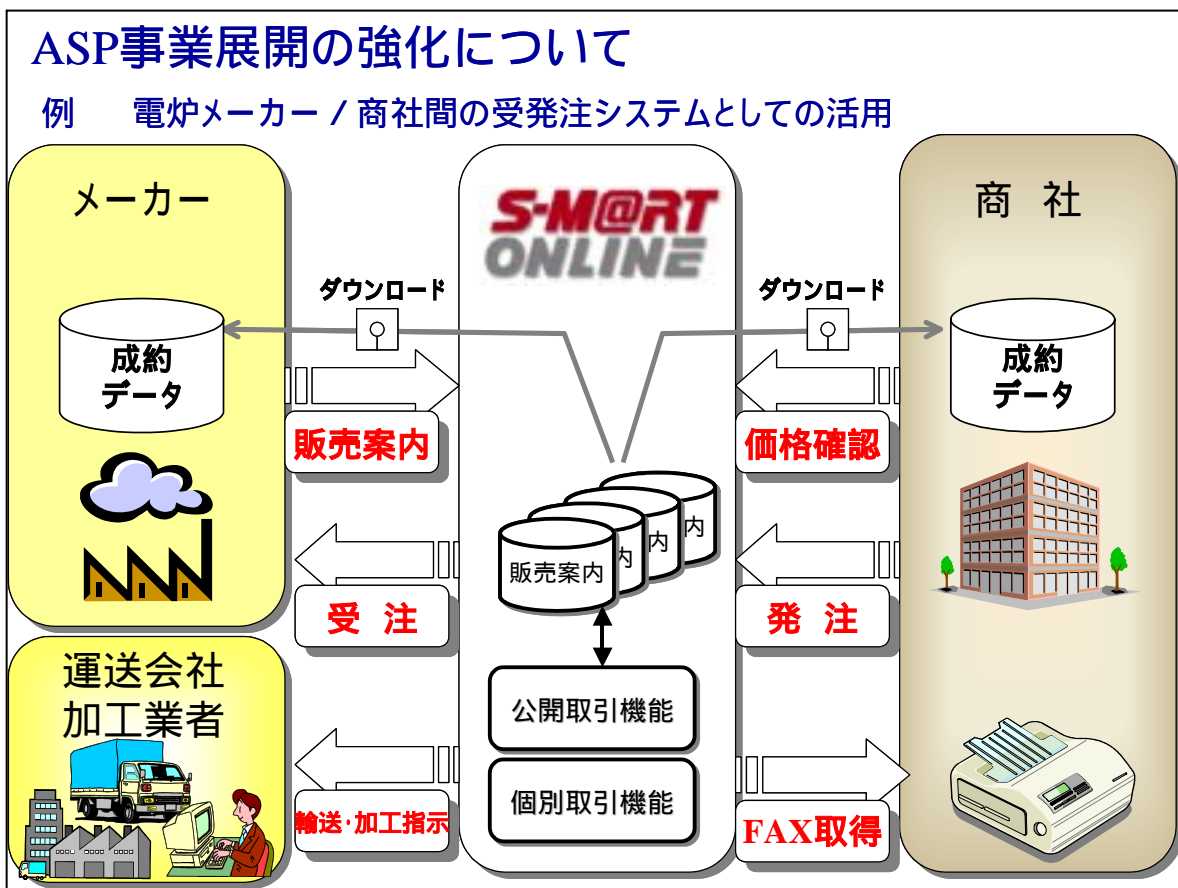 ASP事業展開の強化について
例 電炉メーカー / 商社間の受発注システムとしての活用
メーカー
S-M@RT
ONLINE
商 社
ダウンロード
ダウンロード
成約
データ
成約
データ
販売案内
価格確認
販売案内
内
内
内
受 注
発 注
運送会社
加工業者
公開取引機能
個別取引機能
輸送・加工指示
FAX取得